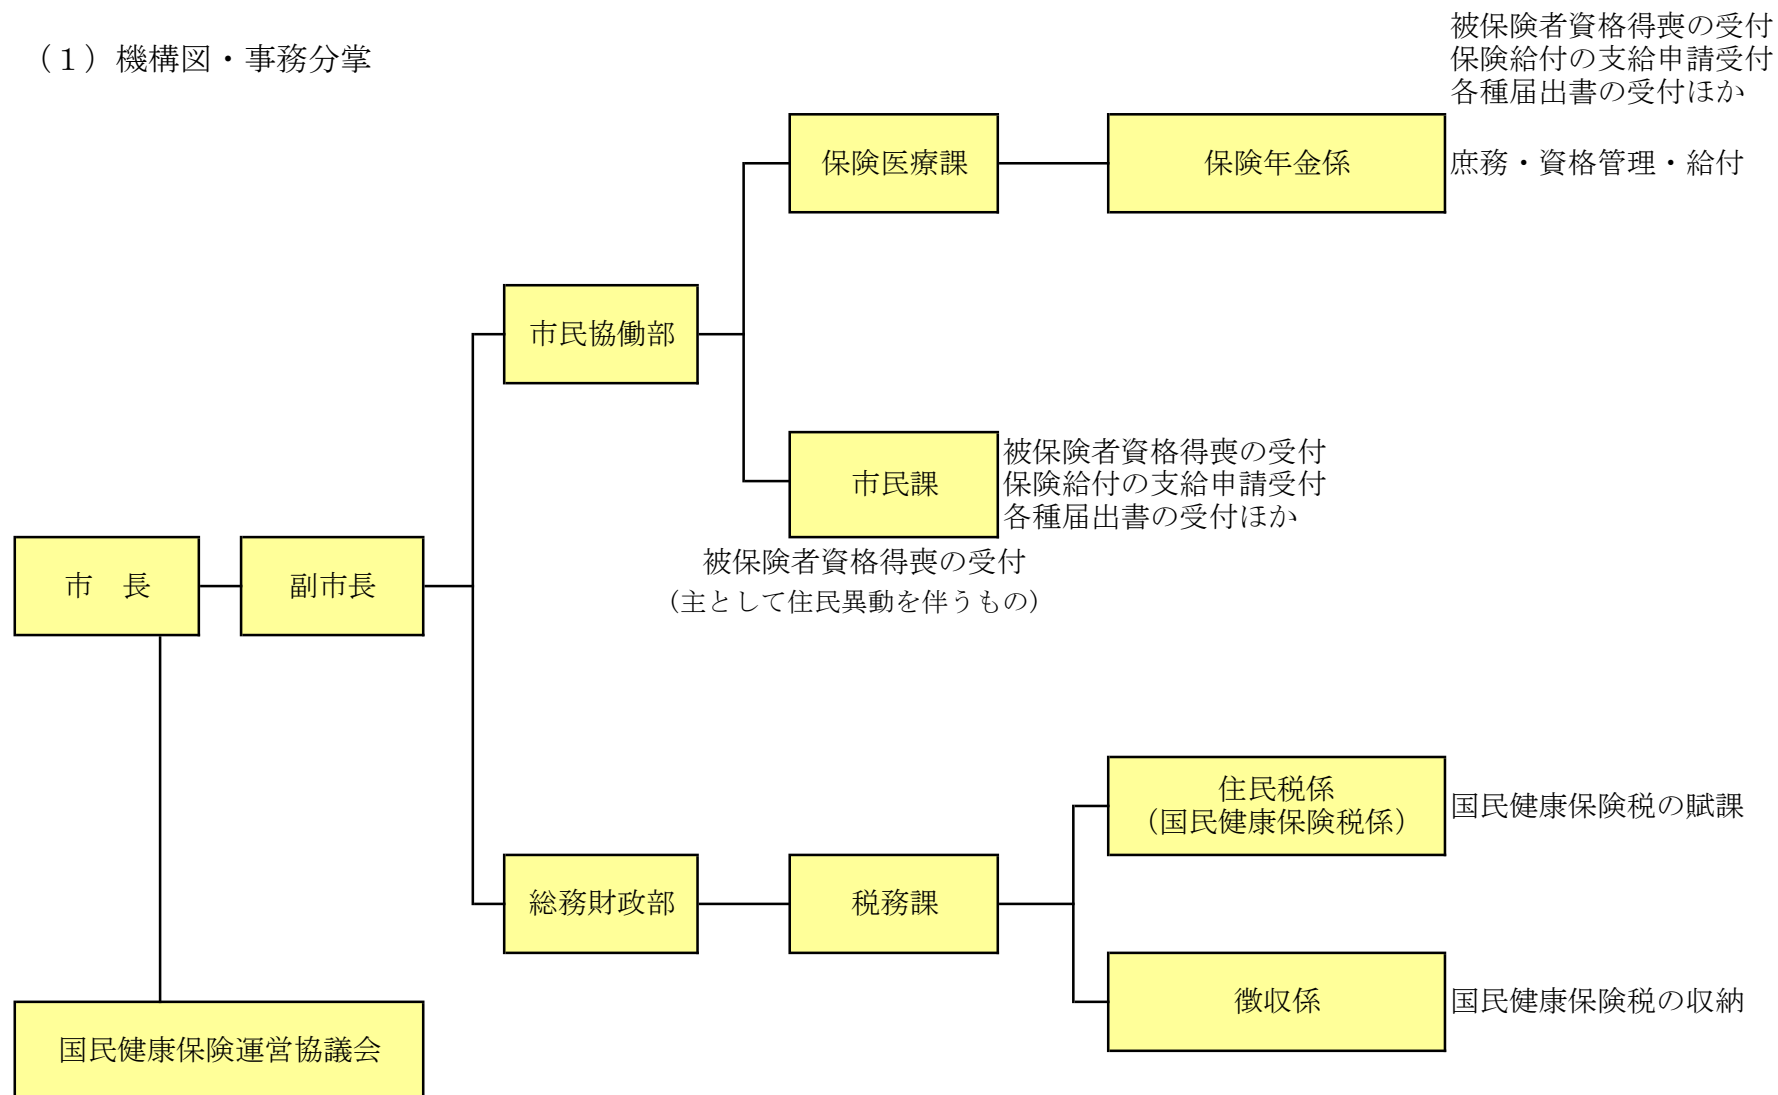 (1)機構図・事務分掌
被保険者資格得喪の受付
保険給付の支給申請受付
各種届出書の受付ほか
保険医療課
保険年金係
庶務・資格管理・給付
市民協働部
市民課
被保険者資格得喪の受付
保険給付の支給申請受付
各種届出書の受付ほか
被保険者資格得喪の受付
(主として住民異動を伴うもの)
市 長
副市長
住民税係
(国民健康保険税係)
国民健康保険税の賦課
総務財政部
税務課
徴収係
国民健康保険税の収納
国民健康保険運営協議会